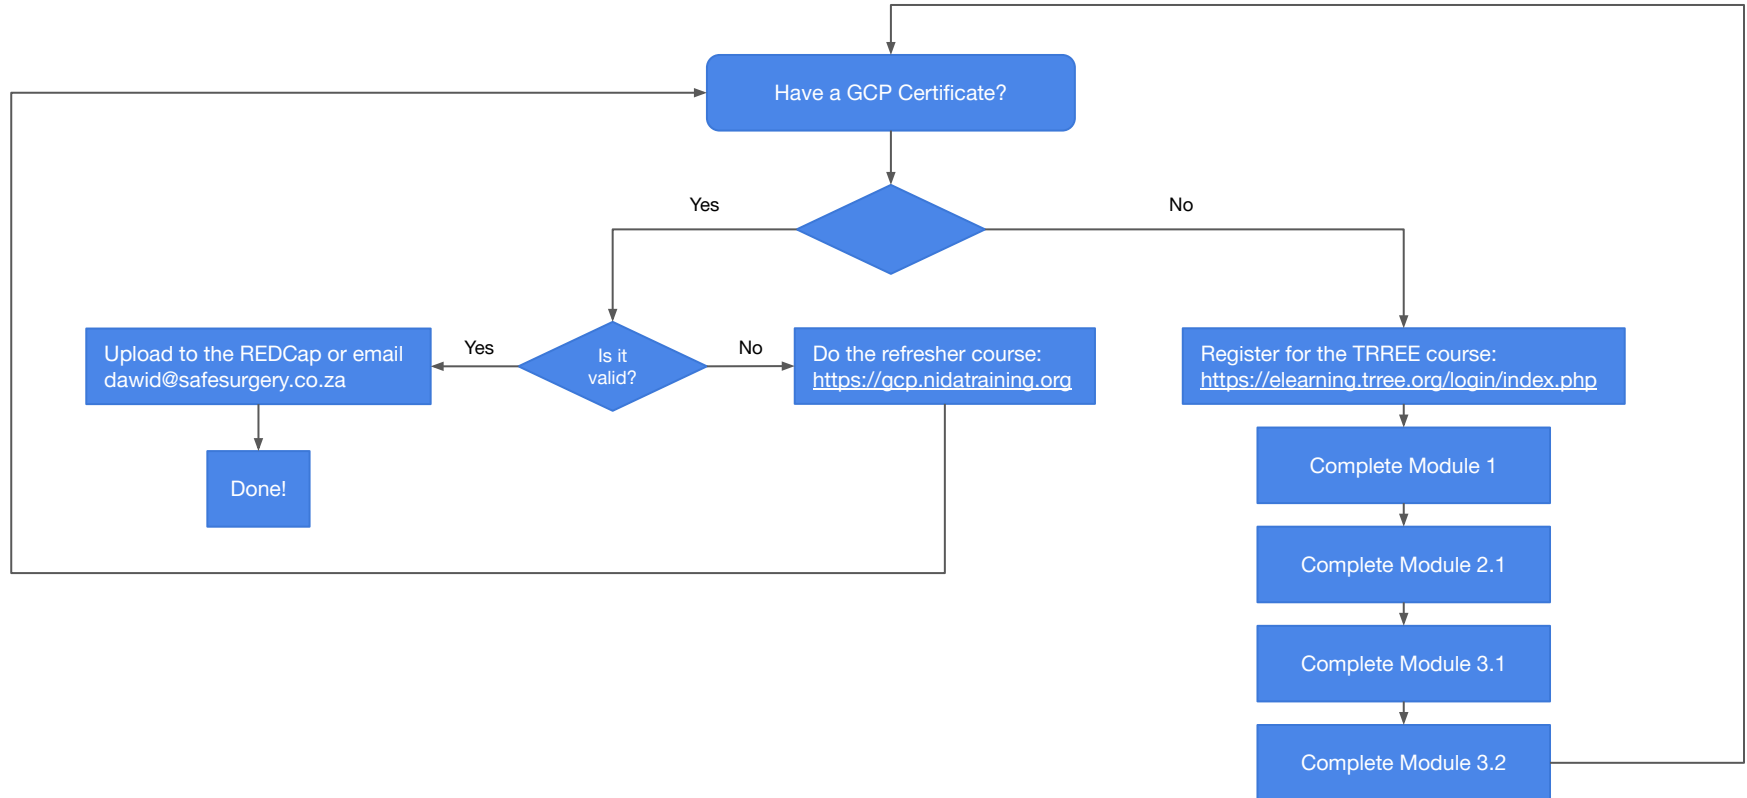 Have a GCP Certificate?
Yes
No
Upload to the REDCap or email
dawid@safesurgery.co.za
Yes
Is it
valid?
No
Do the refresher course:
https://gcp.nidatraining.org
Register for the TRREE course:
https://elearning.trree.org/login/index.php
Done!
Complete Module 1
Complete Module 2.1
Complete Module 3.1
Complete Module 3.2